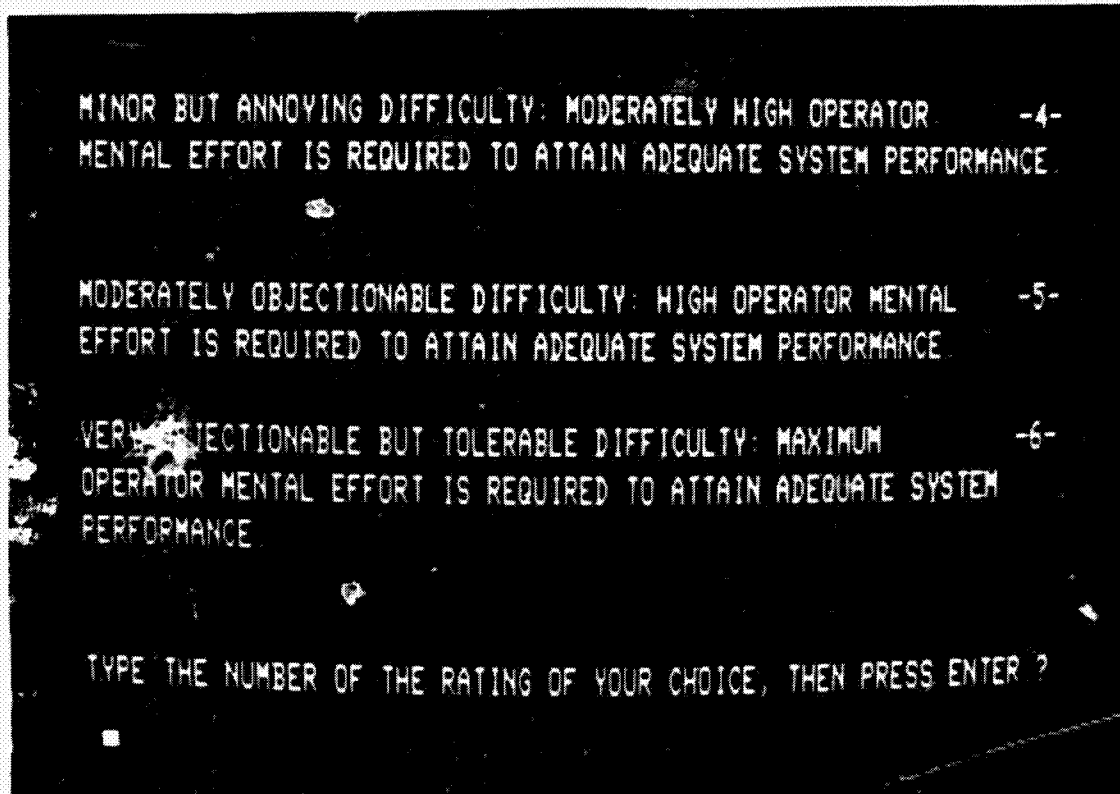 MINOR BUT ANNOYING DIFFICULTY: MODERATELY HIGH OPERATOR -4-
MENTAL EFFORT IS REQUIRED TO ATTAIN ADEQUATE SYSTEM PERFORMANCE.
MODERATELY OBJECTIONABLE DIFFICULTY: HIGH OPERATOR MENTAL -5-
EFFORT IS REQUIRED TO ATTAIN ADEQUATE SYSTEM PERFORMANCE.
VERY OBJECTIONABLE BUT TOLERABLE DIFFICULTY: MAXIMUM -6-
OPERATOR MENTAL EFFORT IS REQUIRED TO ATTAIN ADEQUATE SYSTEM
PERFORMANCE.
TYPE THE NUMBER OF THE RATING OF YOUR CHOICE, THEN PRESS ENTER ?